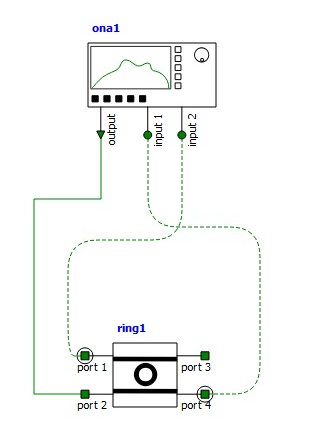 ona1
output
input 1
input 2
ring1
port 1
port 3
port 2
port 4